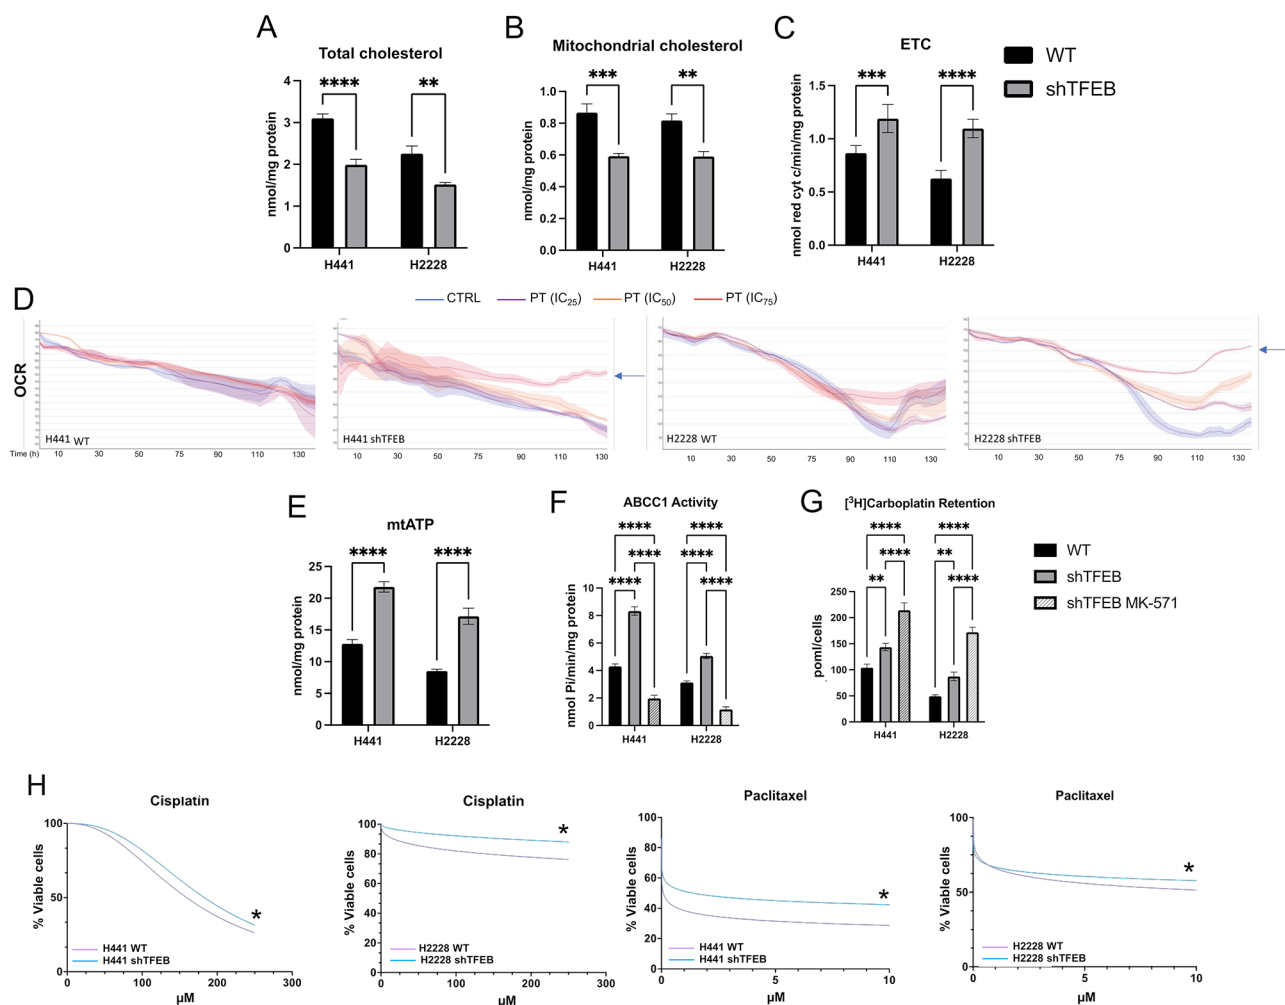 A
Total cholesterol
nmol/mg protein
4
3
2
1
0
**** **
H441 H2228
B
Mitochondrial cholesterol
nmol/mg protein
1.0
0.8
0.6
0.4
0.2
0.0
*** **
H441 H2228
C
ETC
nmol red cyt c/min/mg protein
1.5
1.0
0.5
0.0
*** ****
H441 H2228
WT
shTFEB
D
CTRL PT (IC25) PT (IC50) PT (IC75)
OCR
H441 WT
H441 shTFEB
H2228 WT
H2228 shTFEB
Time (h)
10 30 50 75 90 110 130
10 30 50 75 90 110 130
10 30 50 75 90 110 130
10 30 50 75 90 110 130
E
mtATP
nmol/mg protein
25
20
15
10
5
0
**** ****
H441 H2228
F
ABCC1 Activity
nmol Pi/min/mg protein
10
8
6
4
2
0
**** ****
**** ****
**** ****
H441 H2228
G
[³H]Carboplatin Retention
poml/cells
250
200
150
100
50
0
**** ****
**** **
** ****
H441 H2228
WT
shTFEB
shTFEB MK-571
H
Cisplatin
% Viable cells
100
50
0
*
H441 WT
H441 shTFEB
0 100 200 300
µM
Cisplatin
% Viable cells
100
80
60
40
20
0
*
H2228 WT
H2228 shTFEB
0 100 200 300
µM
Paclitaxel
% Viable cells
100
80
60
40
20
0
*
H441 WT
H441 shTFEB
0 5 10
µM
Paclitaxel
% Viable cells
100
50
0
*
H2228 WT
H2228 shTFEB
0 5 10
µM